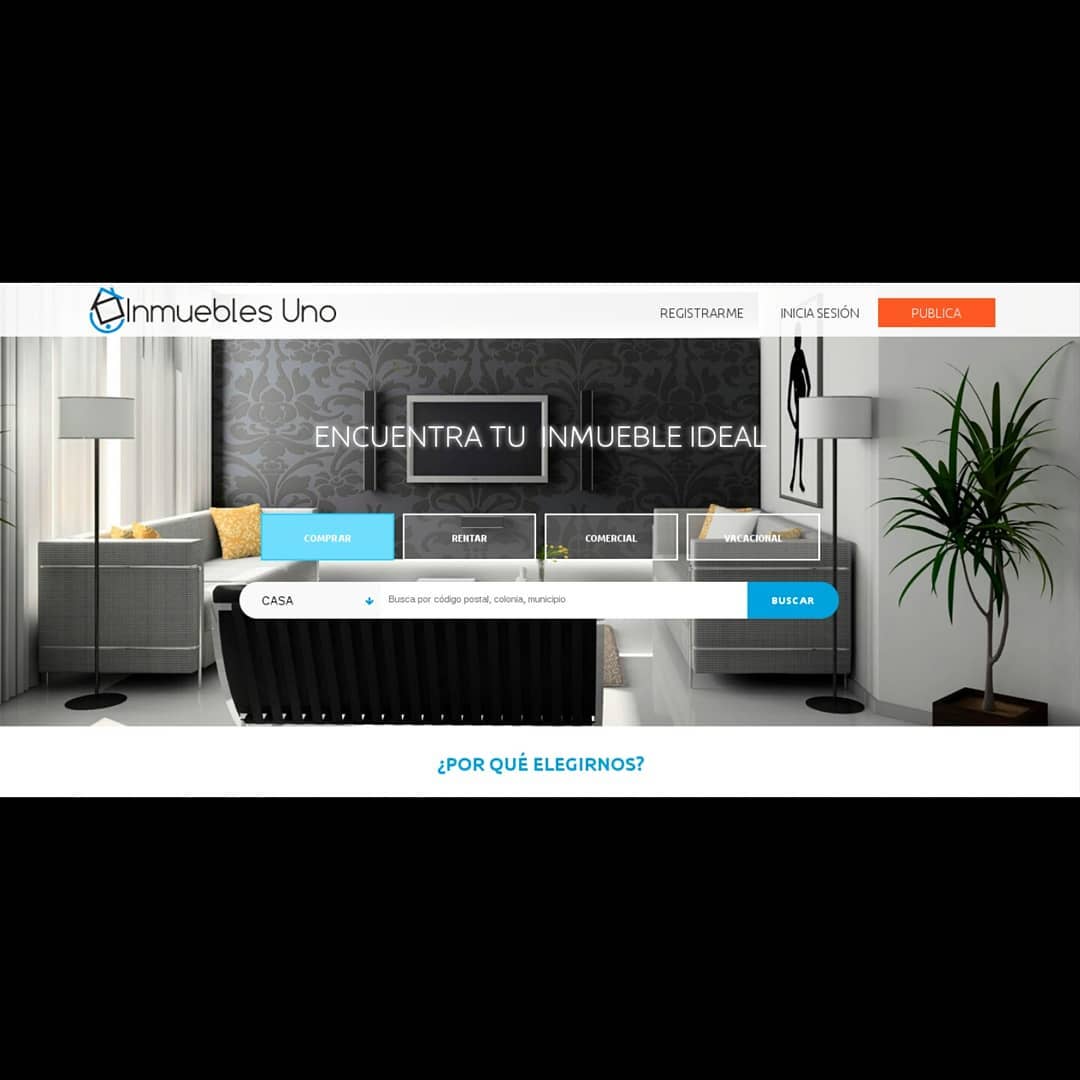 Inmuebles Uno
REGISTRARME
INICIA SESIÓN
PUBLICA
ENCUENTRA TU INMUEBLE IDEAL
COMPRAR
RENTAR
COMERCIAL
VACACIONAL
CASA
Busca por código postal, colonia, municipio
BUSCAR
¿POR QUÉ ELEGIRNOS?